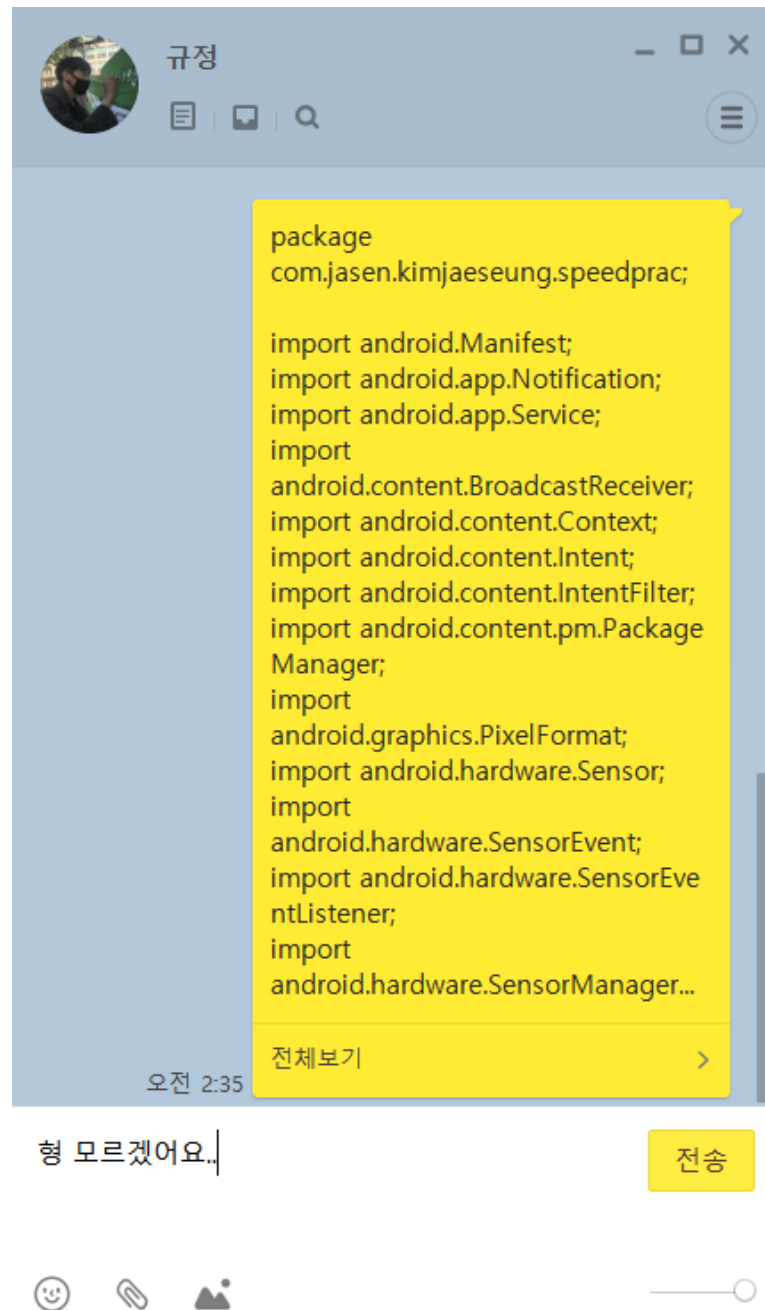 규정
package
com.jasen.kimjaeseung.speedprac;
import android.Manifest;
import android.app.Notification;
import android.app.Service;
import
android.content.BroadcastReceiver;
import android.content.Context;
import android.content.Intent;
import android.content.IntentFilter;
import android.content.pm.Package
Manager;
import
android.graphics.PixelFormat;
import android.hardware.Sensor;
import
android.hardware.SensorEvent;
import android.hardware.SensorEve
ntListener;
import
android.hardware.SensorManager...
전체보기
오전 2:35
형 모르겠어요..
전송